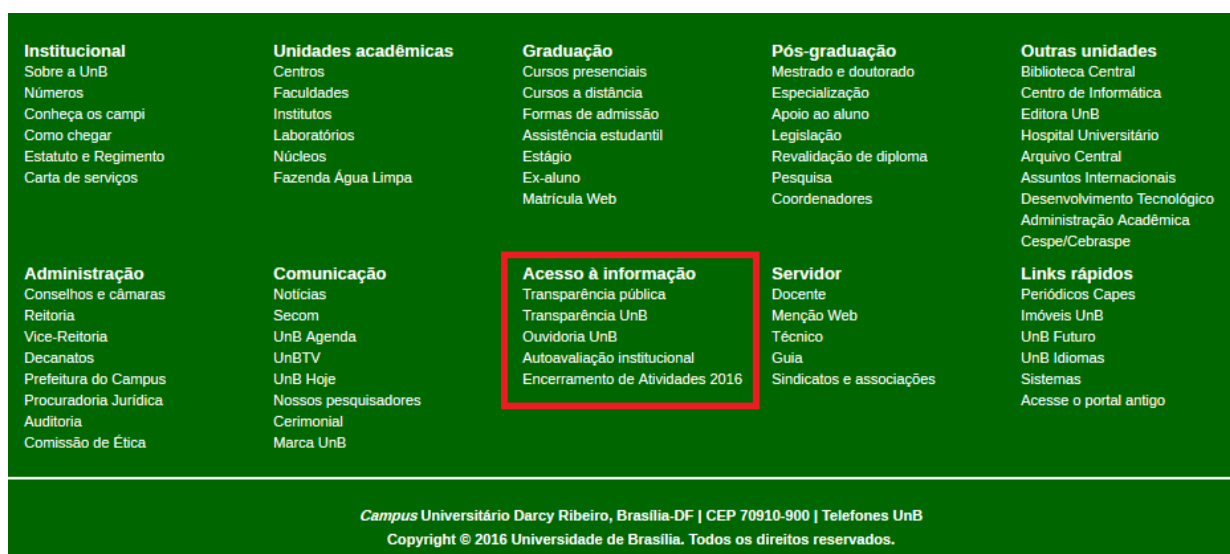 Institucional
Sobre a UnB
Números
Conheça os campi
Como chegar
Estatuto e Regimento
Carta de serviços
Unidades acadêmicas
Centros
Faculdades
Institutos
Laboratórios
Núcleos
Fazenda Água Limpa
Graduação
Cursos presenciais
Cursos a distância
Formas de admissão
Assistência estudantil
Estágio
Ex-aluno
Matrícula Web
Pós-graduação
Mestrado e doutorado
Especialização
Apoio ao aluno
Legislação
Revalidação de diploma
Pesquisa
Coordenadores
Outras unidades
Biblioteca Central
Centro de Informática
Editora UnB
Hospital Universitário
Arquivo Central
Assuntos Internacionais
Desenvolvimento Tecnológico
Administração Acadêmica
Cespe/Cebraspe
Administração
Conselhos e câmaras
Reitoria
Vice-Reitoria
Decanatos
Prefeitura do Campus
Procuradoria Jurídica
Auditoria
Comissão de Ética
Comunicação
Notícias
Secom
UnB Agenda
UnBTV
UnB Hoje
Nossos pesquisadores
Cerimonial
Marca UnB
Acesso à informação
Transparência pública
Transparência UnB
Ouvidoria UnB
Autoavaliação institucional
Encerramento de Atividades 2016
Servidor
Docente
Menção Web
Técnico
Guia
Sindicatos e associações
Links rápidos
Periódicos Capes
Imóveis UnB
UnB Futuro
UnB Idiomas
Sistemas
Acesse o portal antigo
Campus Universitário Darcy Ribeiro, Brasília-DF | CEP 70910-900 | Telefones UnB
Copyright © 2016 Universidade de Brasília. Todos os direitos reservados.